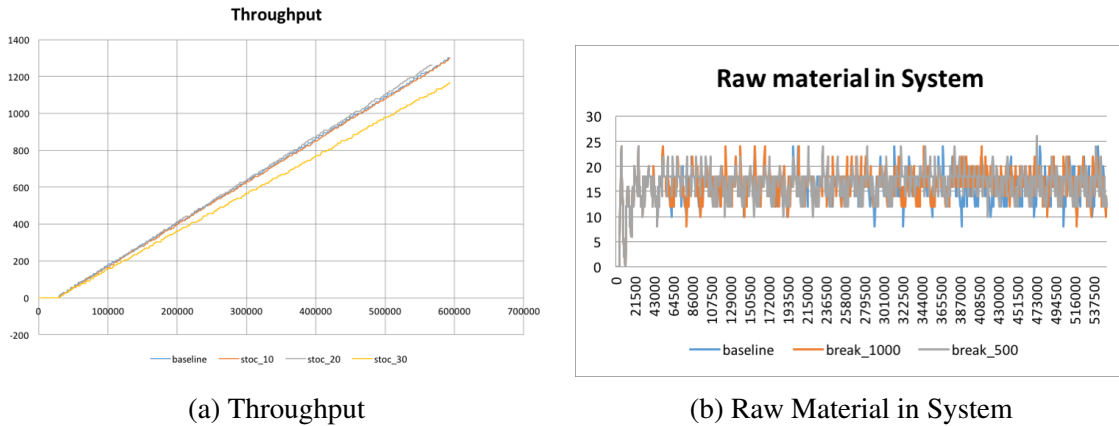 Throughput
1400
1200
1000
800
600
400
200
0
-200
0 100000 200000 300000 400000 500000 600000 700000
baseline stoc_10 stoc_20 stoc_30
(a) Throughput
Raw material in System
30
25
20
15
10
5
0
0 21500 43000 64500 86000 107500 129000 150500 172000 193500 215000 236500 258000 279500 301000 322500 344000 365500 387000 408500 430000 451500 473000 494500 516000 537500
baseline break_1000 break_500
(b) Raw Material in System